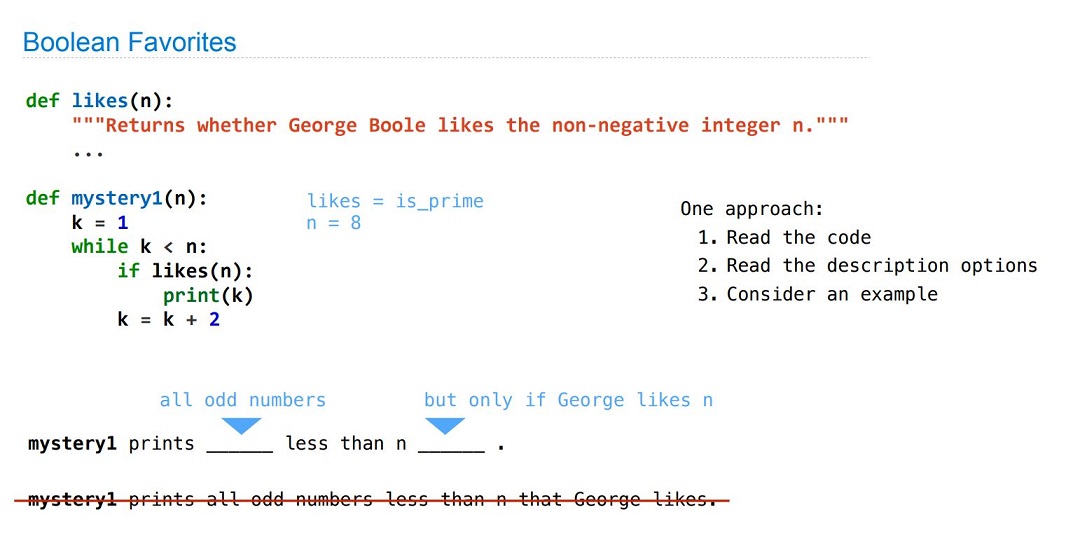 Boolean Favorites
def likes(n):
"""Returns whether George Boole likes the non-negative integer n."""
...
def mystery1(n):
k = 1
while k < n:
if likes(n):
print(k)
k = k + 2
likes = is_prime
n = 8
One approach:
1. Read the code
2. Read the description options
3. Consider an example
all odd numbers
but only if George likes n
mystery1 prints ______ less than n ______ .
mystery1 prints all odd numbers less than n that George likes.